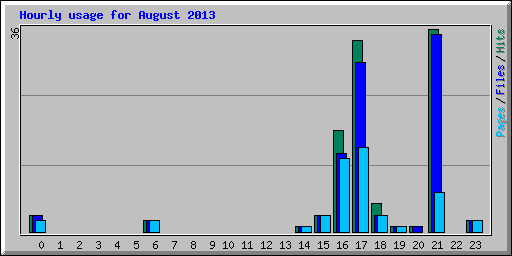 Hourly usage for August 2013
36
Pages/Files/Hits
0 1 2 3 4 5 6 7 8 9 10 11 12 13 14 15 16 17 18 19 20 21 22 23